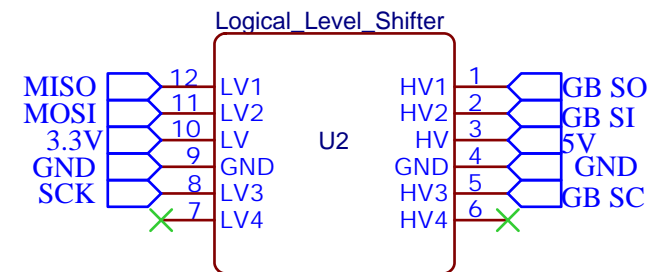 Logical_Level_Shifter
MISO 12 LV1 HV1 1 GB SO
MOSI 11 LV2 HV2 2 GB SI
3.3V 10 LV U2 HV 3 5V
GND 9 GND GND 4 GND
SCK 8 LV3 HV3 5 GB SC
7 LV4 HV4 6